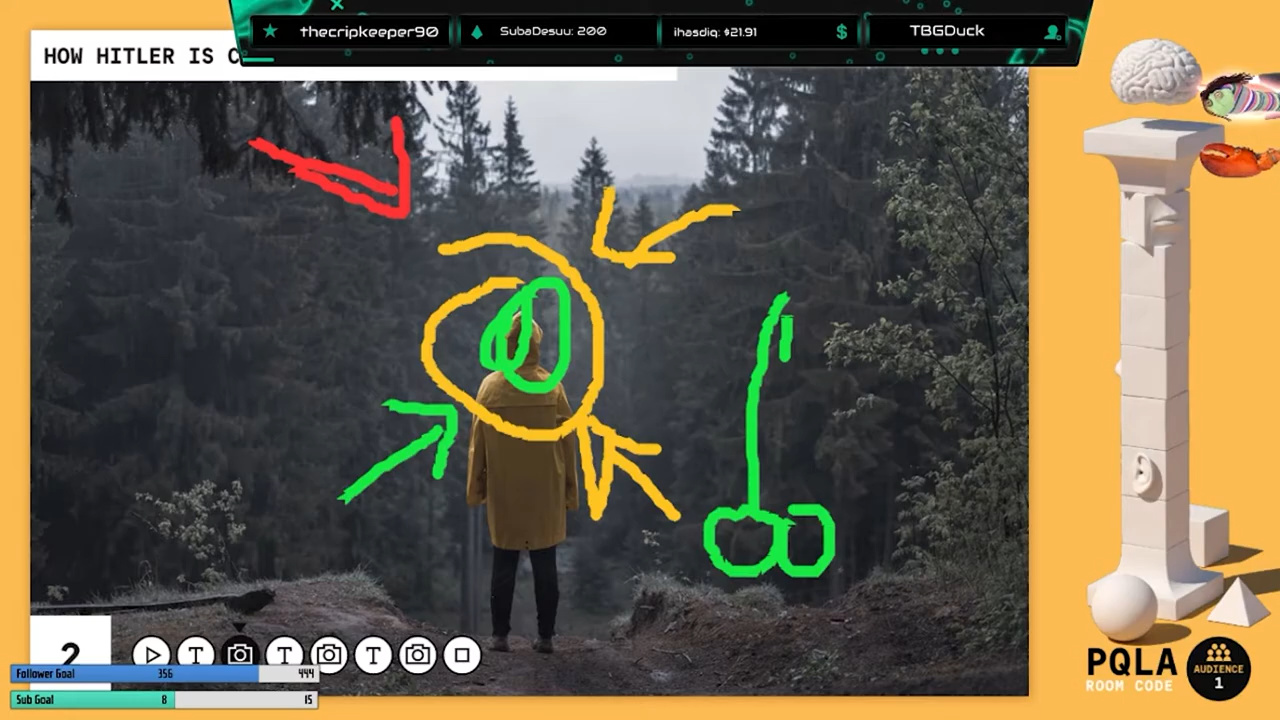 thecripkeeper90
SubaDesuu: 200
ihasdiq: $21.91
TBGDuck
HOW HITLER IS
2
T
T
T
Follower Goal 356 444
Sub Goal 8 15
PQLA
ROOM CODE
AUDIENCE
1